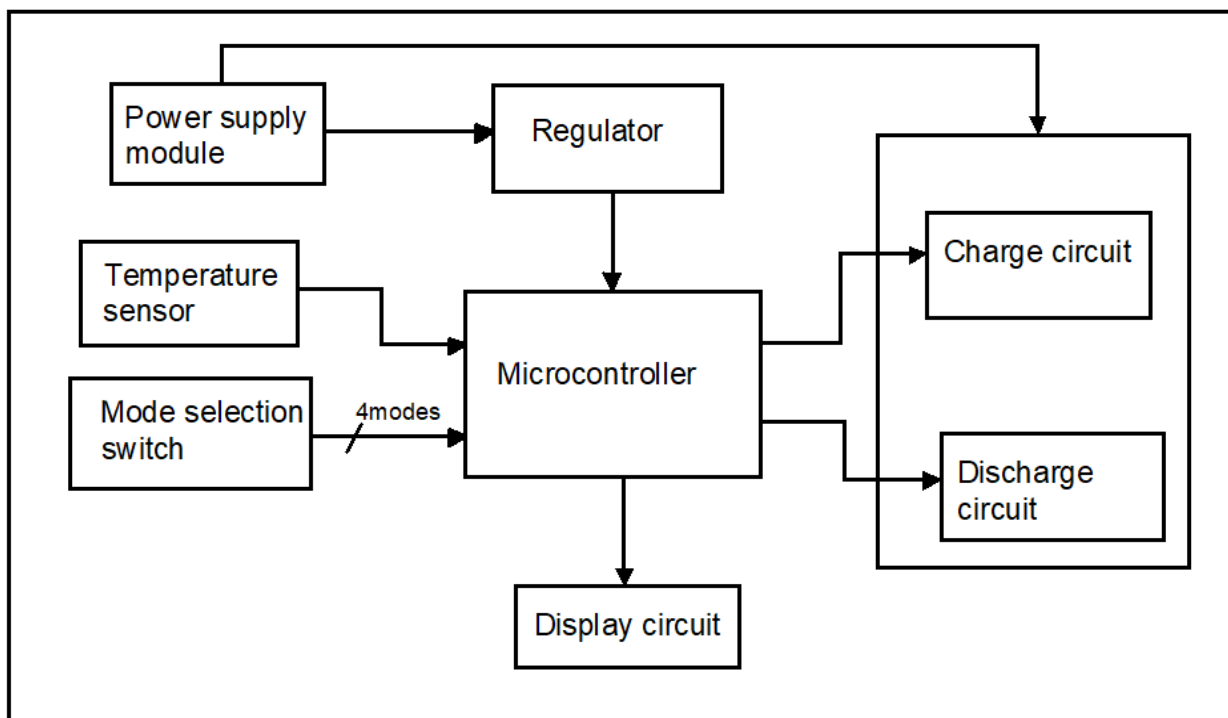 Power supply
module
Regulator
Temperature
sensor
Charge circuit
Microcontroller
Mode selection
switch
4modes
Discharge
circuit
Display circuit